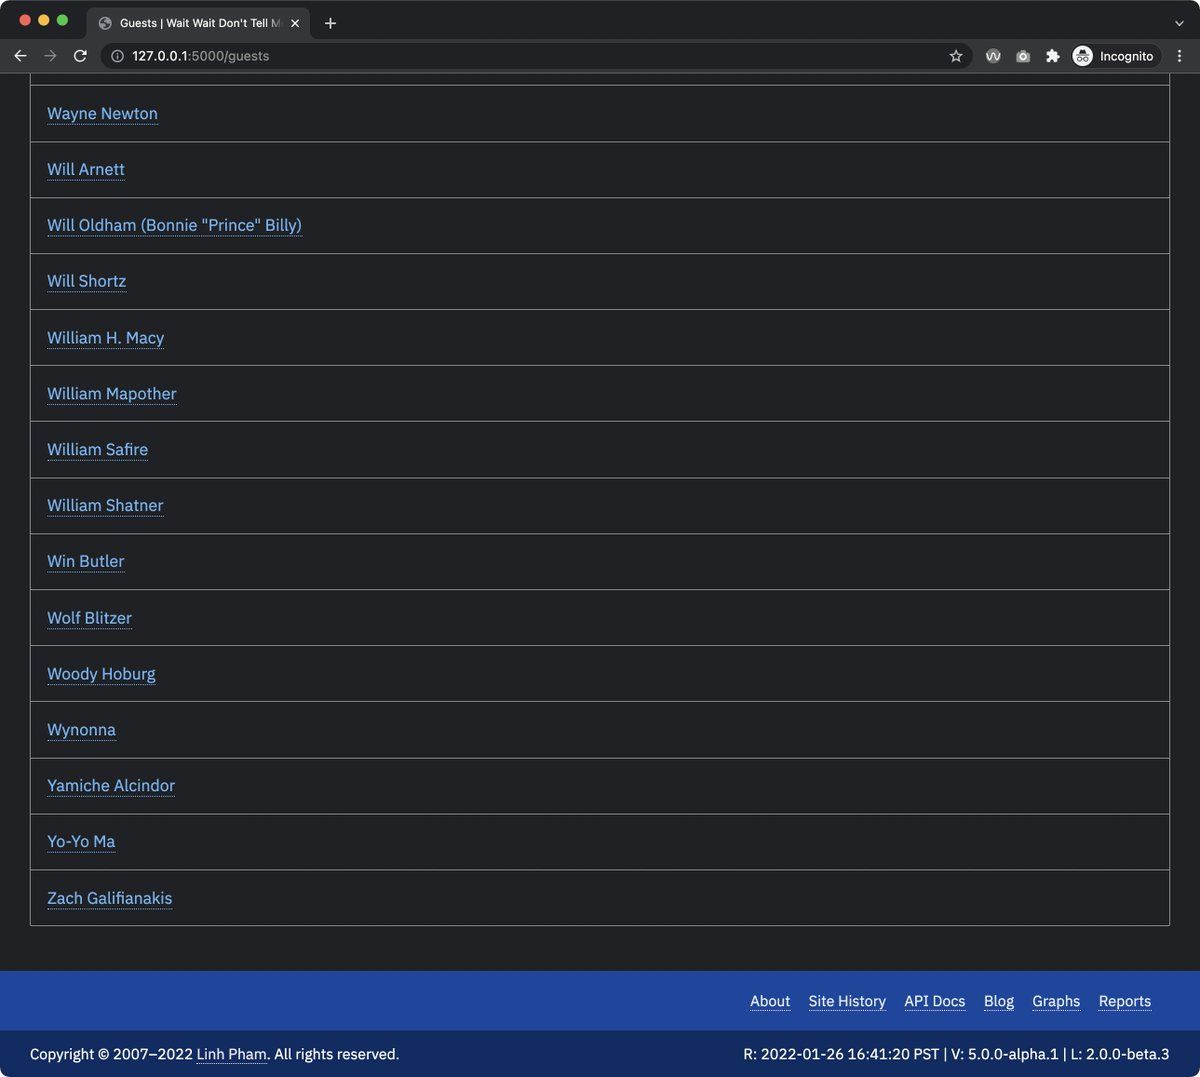 Guests | Wait Wait Don't Tell M
127.0.0.1:5000/guests
Incognito
Wayne Newton
Will Arnett
Will Oldham (Bonnie "Prince" Billy)
Will Shortz
William H. Macy
William Mapother
William Safire
William Shatner
Win Butler
Wolf Blitzer
Woody Hoburg
Wynonna
Yamiche Alcindor
Yo-Yo Ma
Zach Galifianakis
About Site History API Docs Blog Graphs Reports
Copyright © 2007–2022 Linh Pham. All rights reserved. R: 2022-01-26 16:41:20 PST | V: 5.0.0-alpha.1 | L: 2.0.0-beta.3